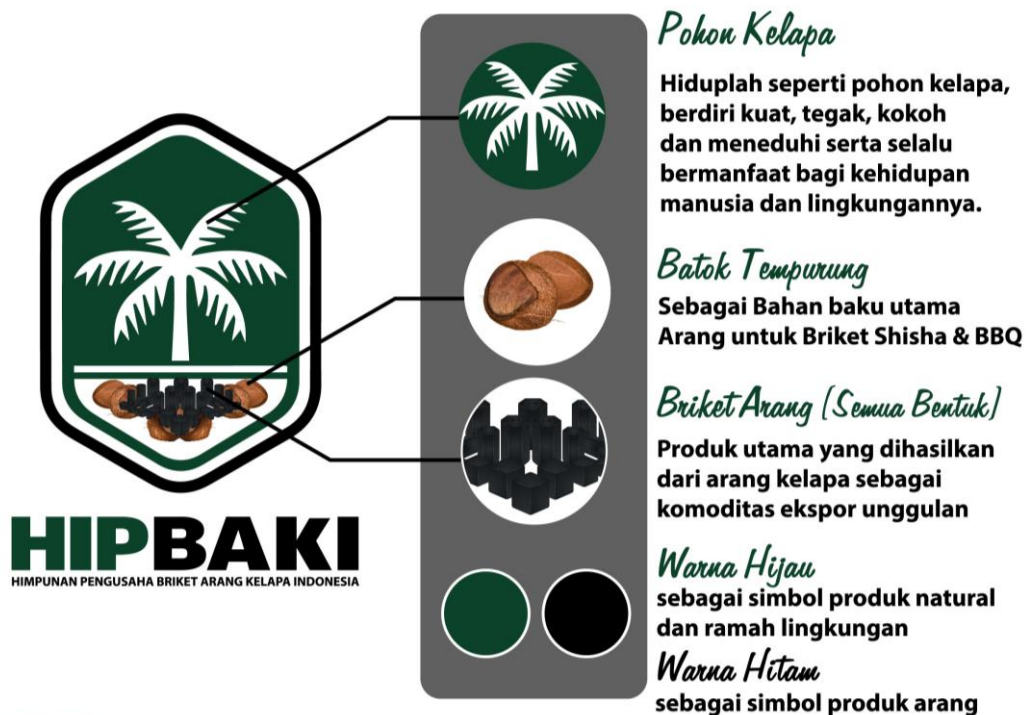 HIPBAKI
HIMPUNAN PENGUSAHA BRIKET ARANG KELAPA INDONESIA
Pohon Kelapa
Hiduplah seperti pohon kelapa,
berdiri kuat, tegak, kokoh
dan meneduhi serta selalu
bermanfaat bagi kehidupan
manusia dan lingkungannya.
Batok Tempurung
Sebagai Bahan baku utama
Arang untuk Briket Shisha & BBQ
Briket Arang [Semua Bentuk]
Produk utama yang dihasilkan
dari arang kelapa sebagai
komoditas ekspor unggulan
Warna Hijau
sebagai simbol produk natural
dan ramah lingkungan
Warna Hitam
sebagai simbol produk arang